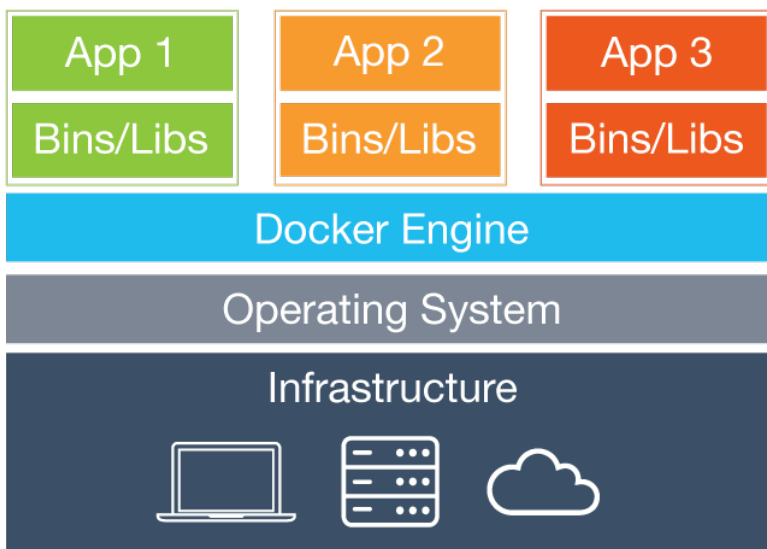 App 1
App 2
App 3
Bins/Libs
Bins/Libs
Bins/Libs
Docker Engine
Operating System
Infrastructure